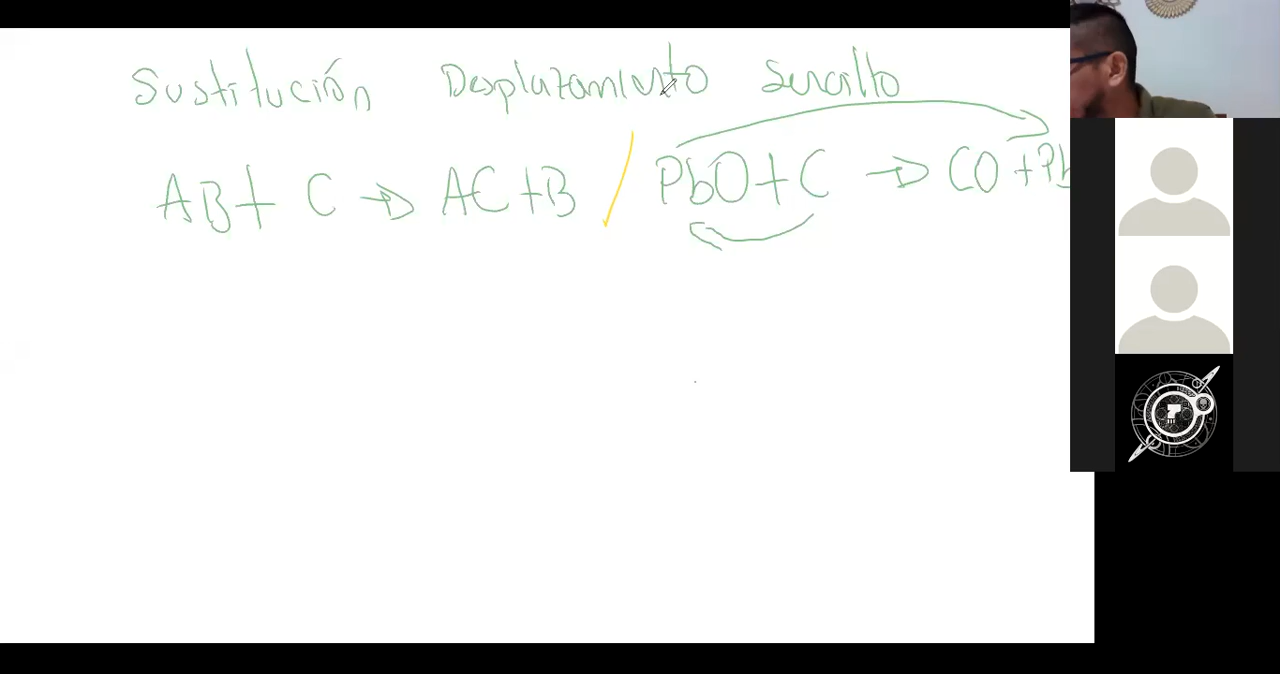 Sustitución Desplazamiento Sencillo
AB + C → AC + B / PbO + C → CO + Pb